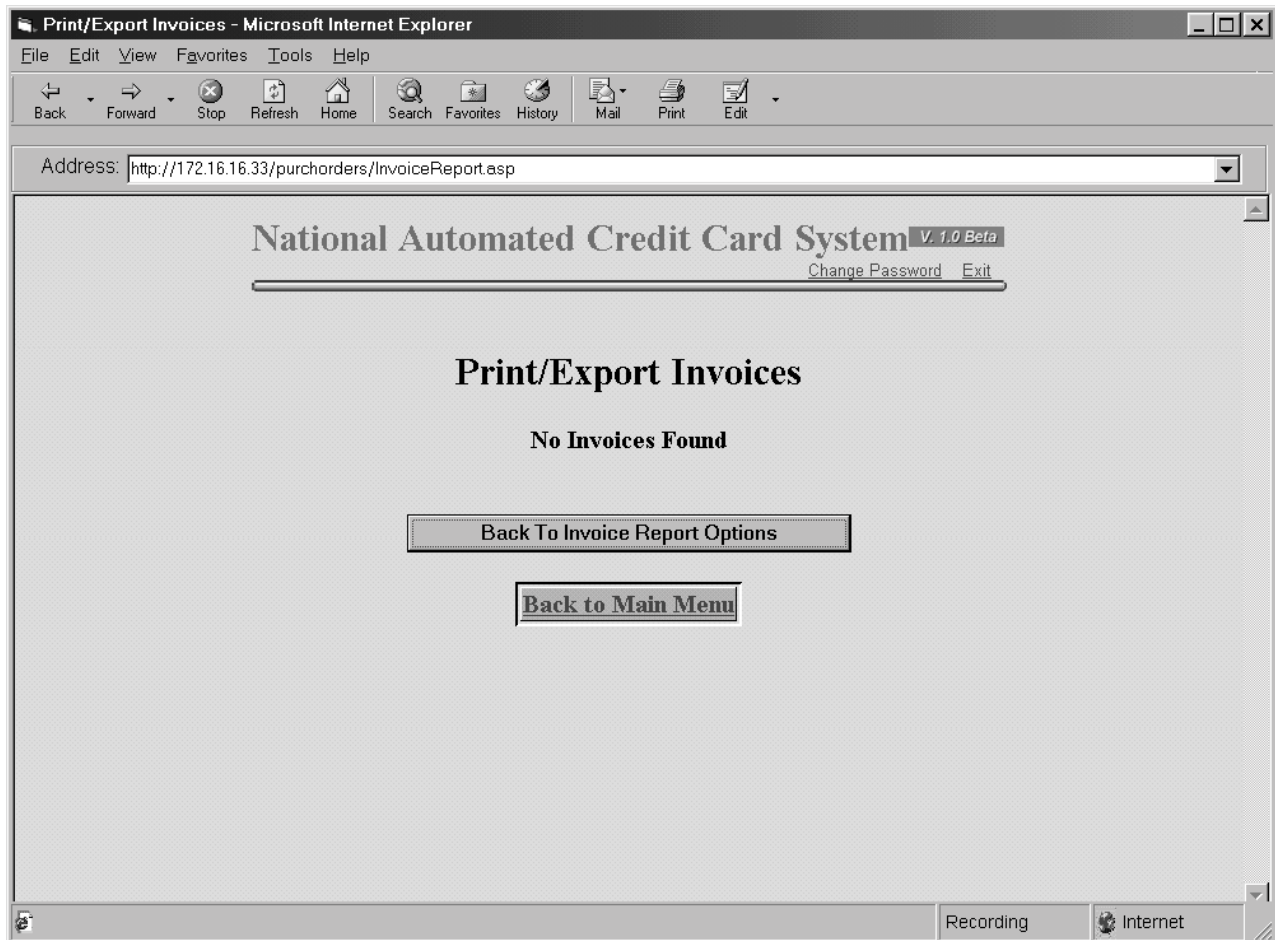 Print/Export Invoices - Microsoft Internet Explorer
File Edit View Favorites Tools Help
Back Forward Stop Refresh Home Search Favorites History Mail Print Edit
Address: http://172.16.16.33/purchorders/InvoiceReport.asp
National Automated Credit Card System V. 1.0 Beta
Change Password Exit
Print/Export Invoices
No Invoices Found
Back To Invoice Report Options
Back to Main Menu
Recording Internet